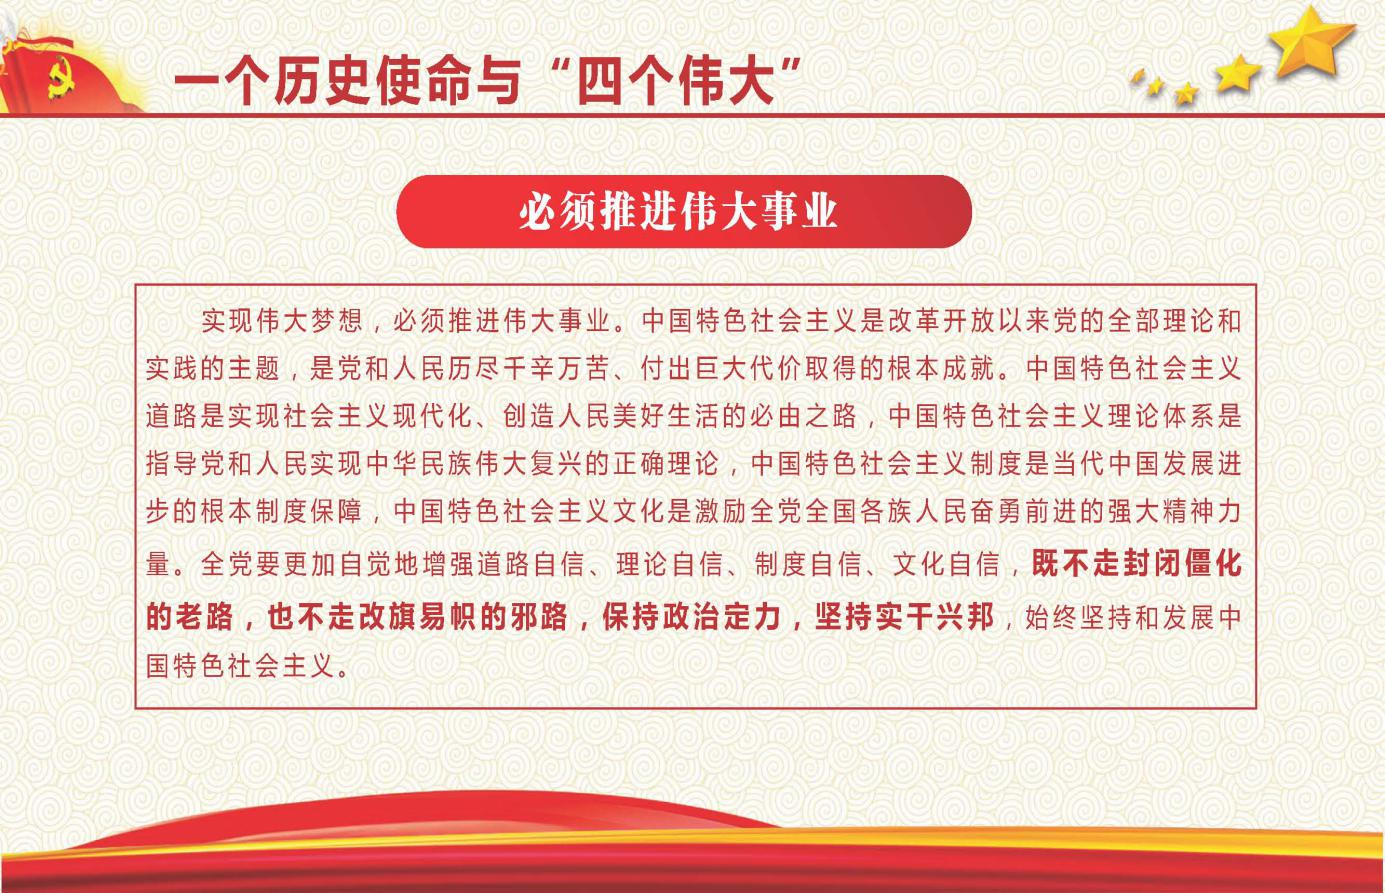 一个历史使命与“四个伟大”
必须推进伟大事业
实现伟大梦想，必须推进伟大事业。中国特色社会主义是改革开放以来党的全部理论和
实践的主题，是党和人民历尽千辛万苦、付出巨大代价取得的根本成就。中国特色社会主义
道路是实现社会主义现代化、创造人民美好生活的必由之路，中国特色社会主义理论体系是
指导党和人民实现中华民族伟大复兴的正确理论，中国特色社会主义制度是当代中国发展进
步的根本制度保障，中国特色社会主义文化是激励全党全国各族人民奋勇前进的强大精神力
量。全党要更加自觉地增强道路自信、理论自信、制度自信、文化自信，既不走封闭僵化
的老路，也不走改旗易帜的邪路，保持政治定力，坚持实干兴邦，始终坚持和发展中
国特色社会主义。